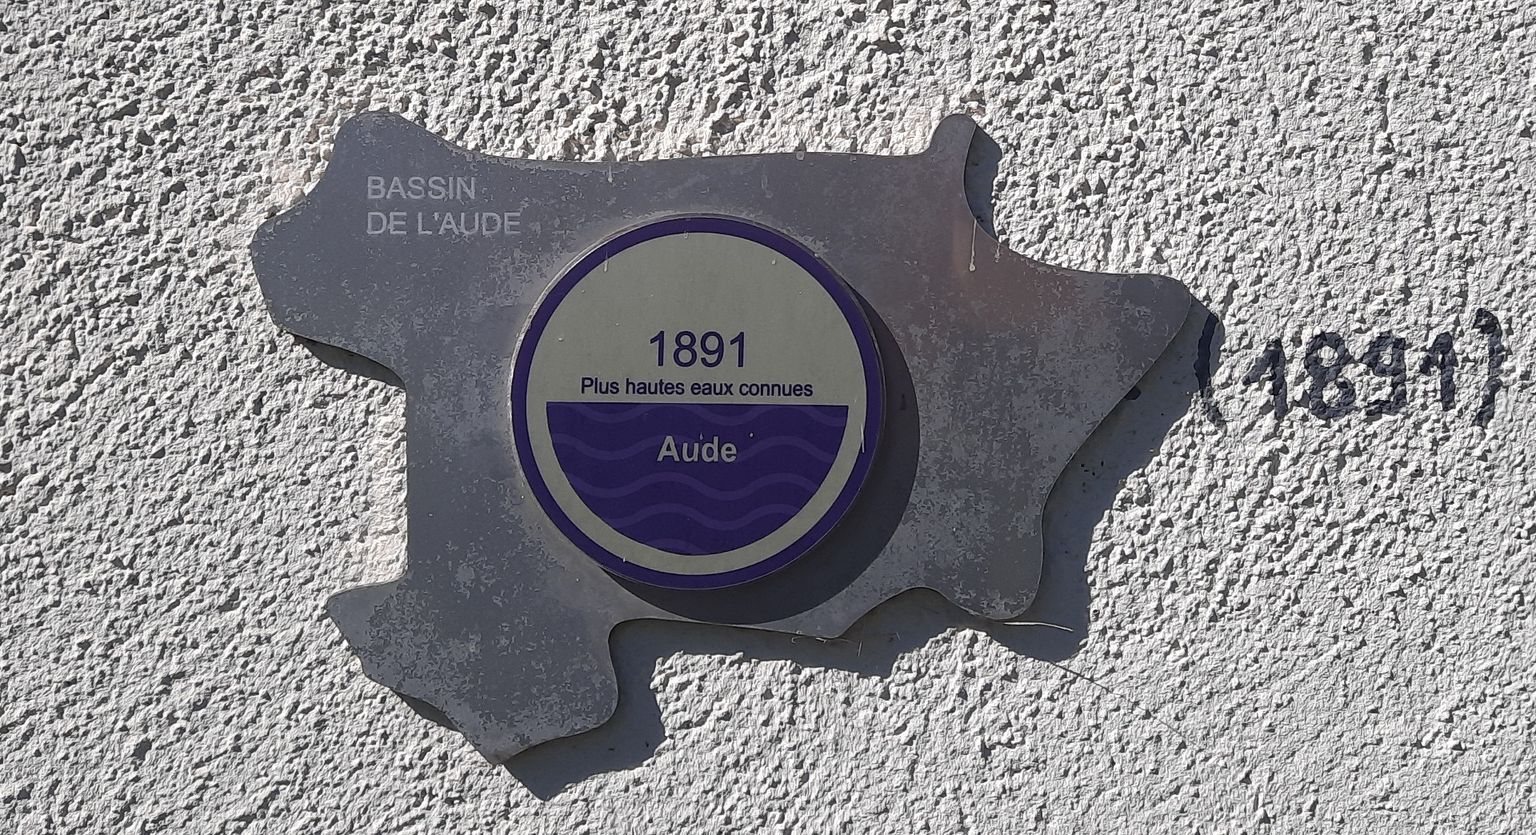 BASSIN
DE L'AUDE
1891
Plus hautes eaux connues
Aude
(1891)